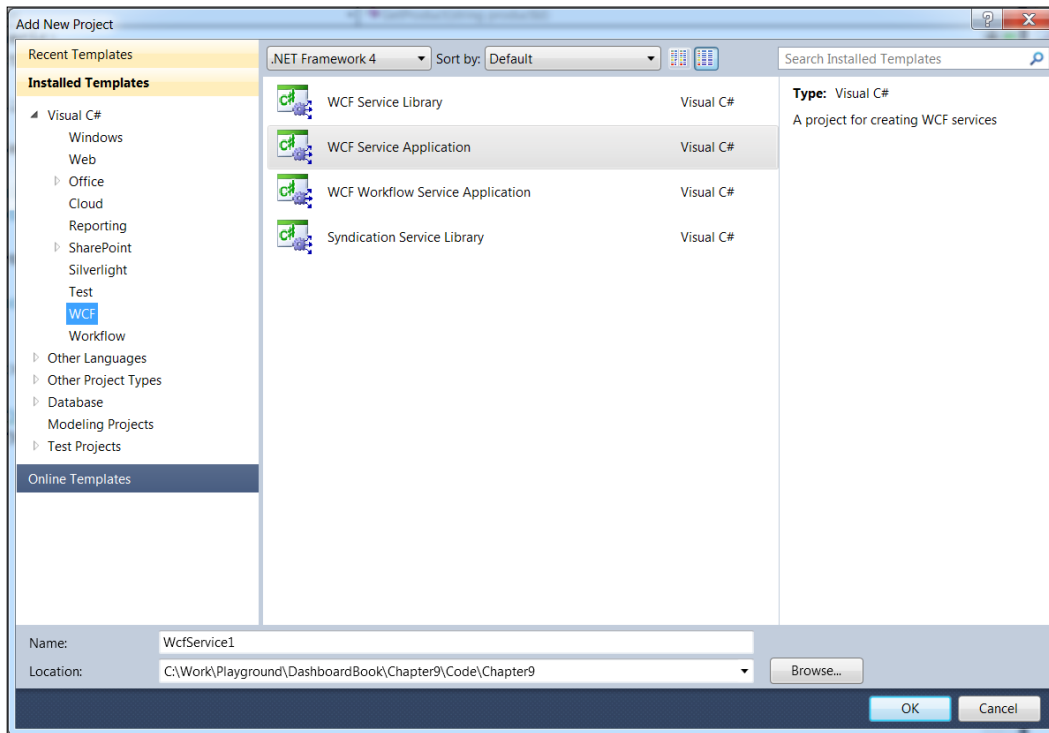 Add New Project
Recent Templates
Installed Templates
Visual C#
Windows
Web
Office
Cloud
Reporting
SharePoint
Silverlight
Test
WCF
Workflow
Other Languages
Other Project Types
Database
Modeling Projects
Test Projects
Online Templates
.NET Framework 4 Sort by: Default
WCF Service Library Visual C#
WCF Service Application Visual C#
WCF Workflow Service Application Visual C#
Syndication Service Library Visual C#
Search Installed Templates
Type: Visual C#
A project for creating WCF services
Name: WcfService1
Location: C:\Work\Playground\DashboardBook\Chapter9\Code\Chapter9 Browse...
OK Cancel